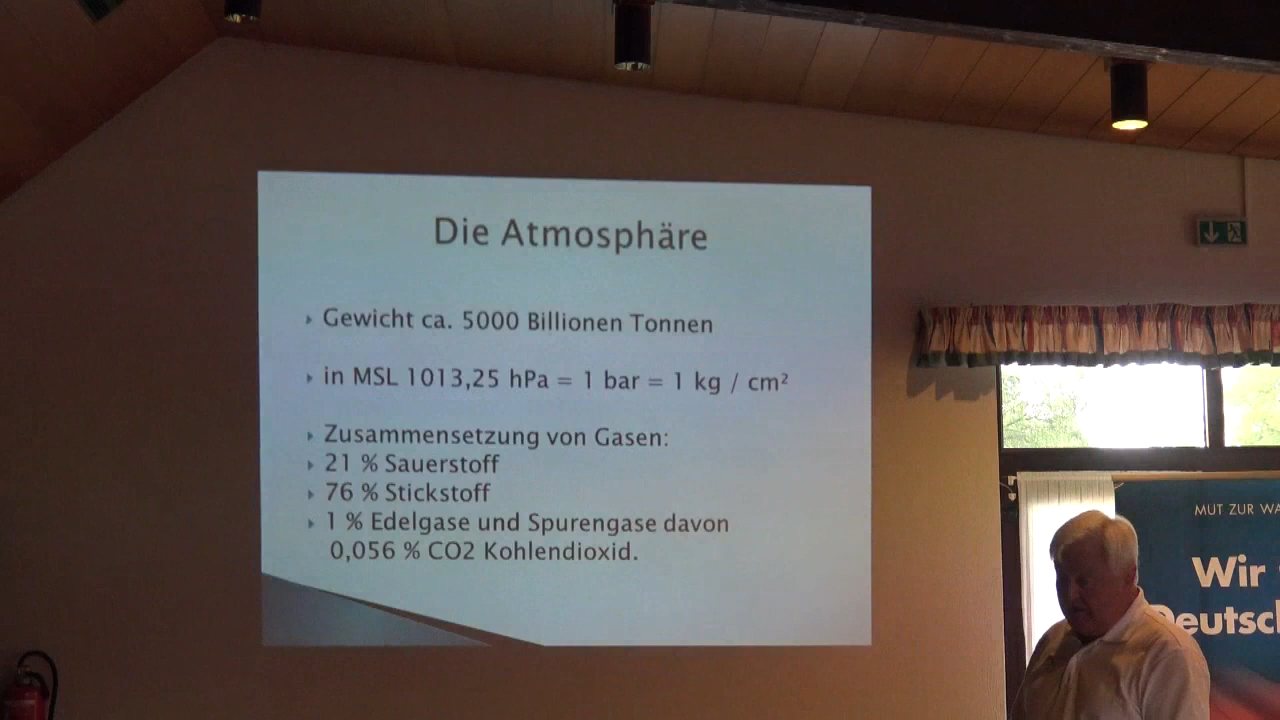 Die Atmosphäre
Gewicht ca. 5000 Billionen Tonnen
in MSL 1013,25 hPa = 1 bar = 1 kg / cm²
Zusammensetzung von Gasen:
21 % Sauerstoff
76 % Stickstoff
1 % Edelgase und Spurengase davon
0,056 % CO2 Kohlendioxid.
MUT ZUR WA
Wir
Deutsch